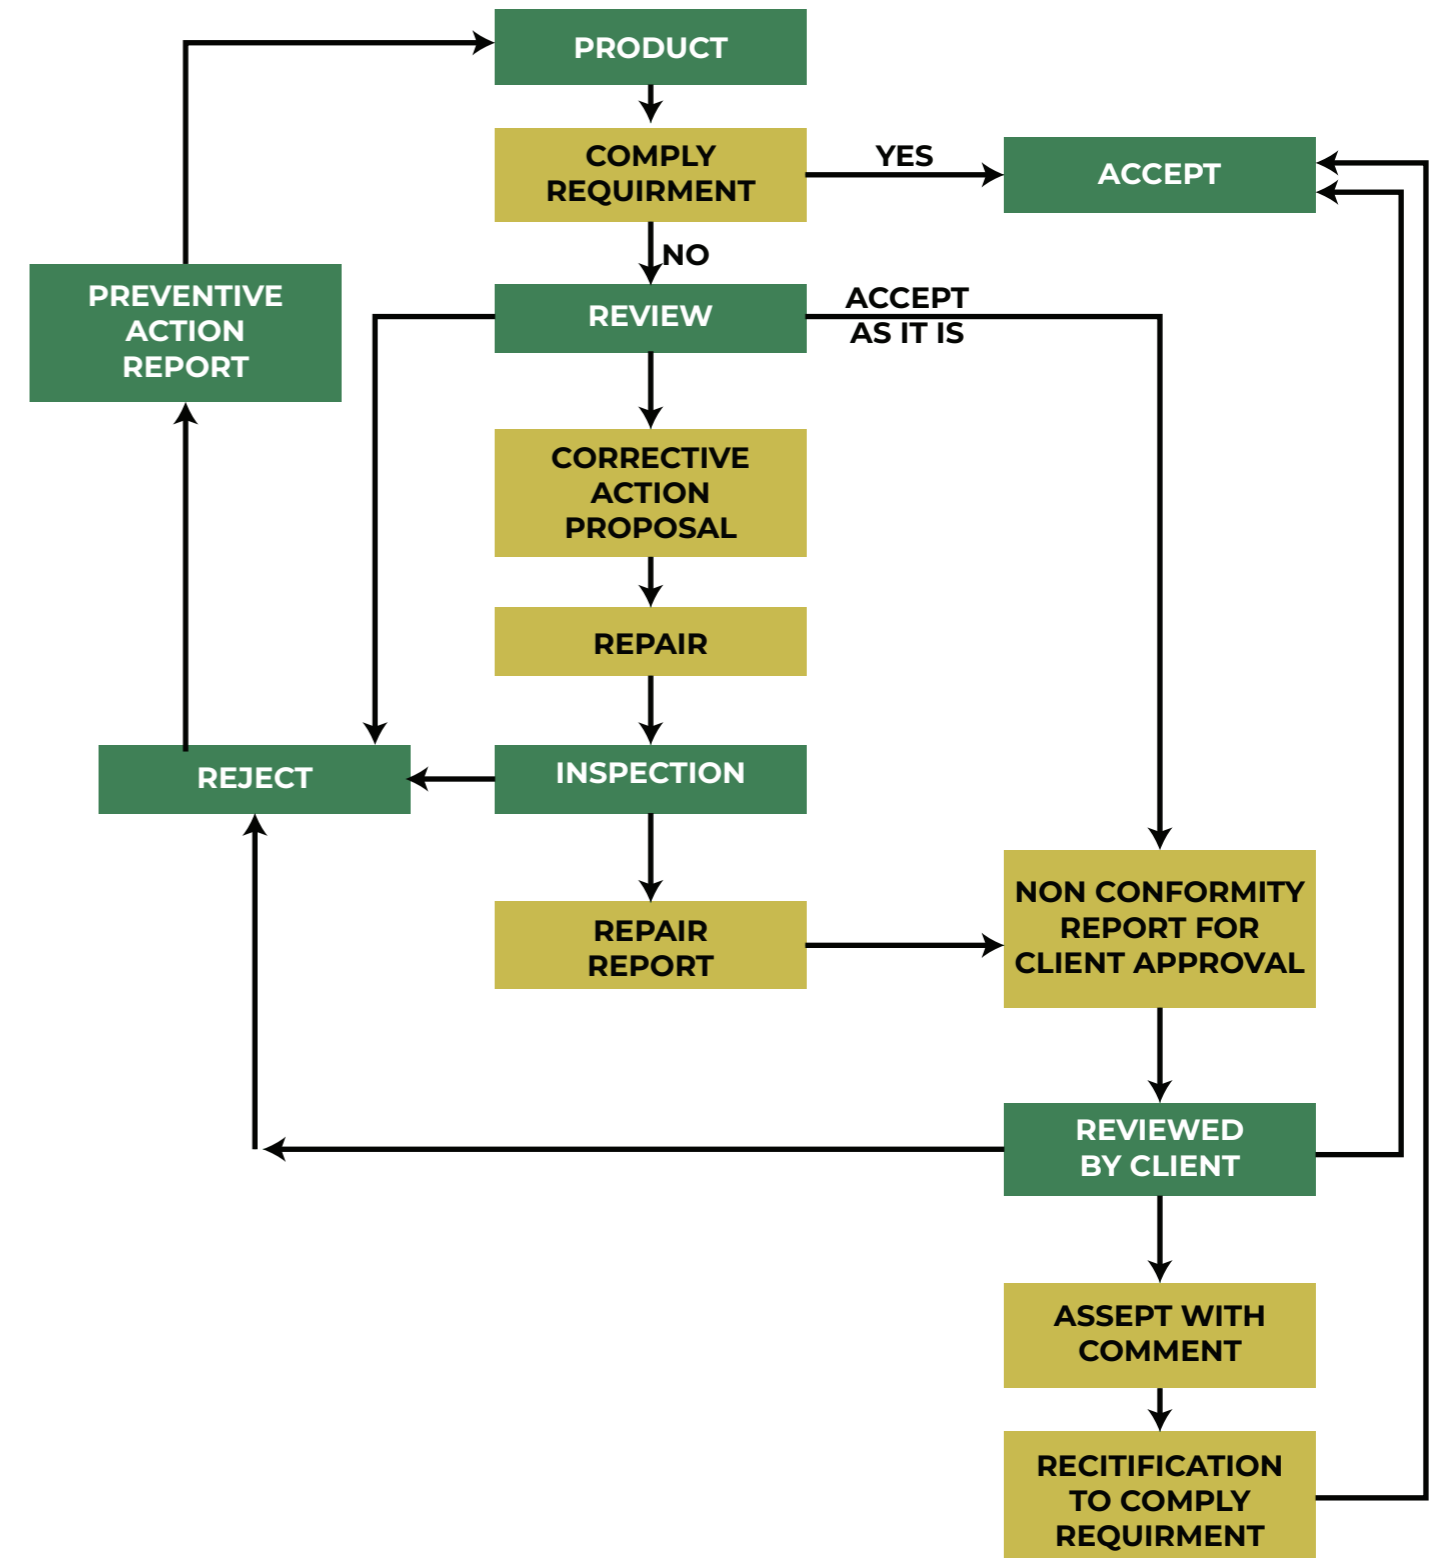 PRODUCT
COMPLY
REQUIRMENT
YES
ACCEPT
NO
PREVENTIVE
ACTION
REPORT
REVIEW
ACCEPT
AS IT IS
CORRECTIVE
ACTION
PROPOSAL
REPAIR
REJECT
INSPECTION
REPAIR
REPORT
NON CONFORMITY
REPORT FOR
CLIENT APPROVAL
REVIEWED
BY CLIENT
ASSEPT WITH
COMMENT
RECITIFICATION
TO COMPLY
REQUIRMENT